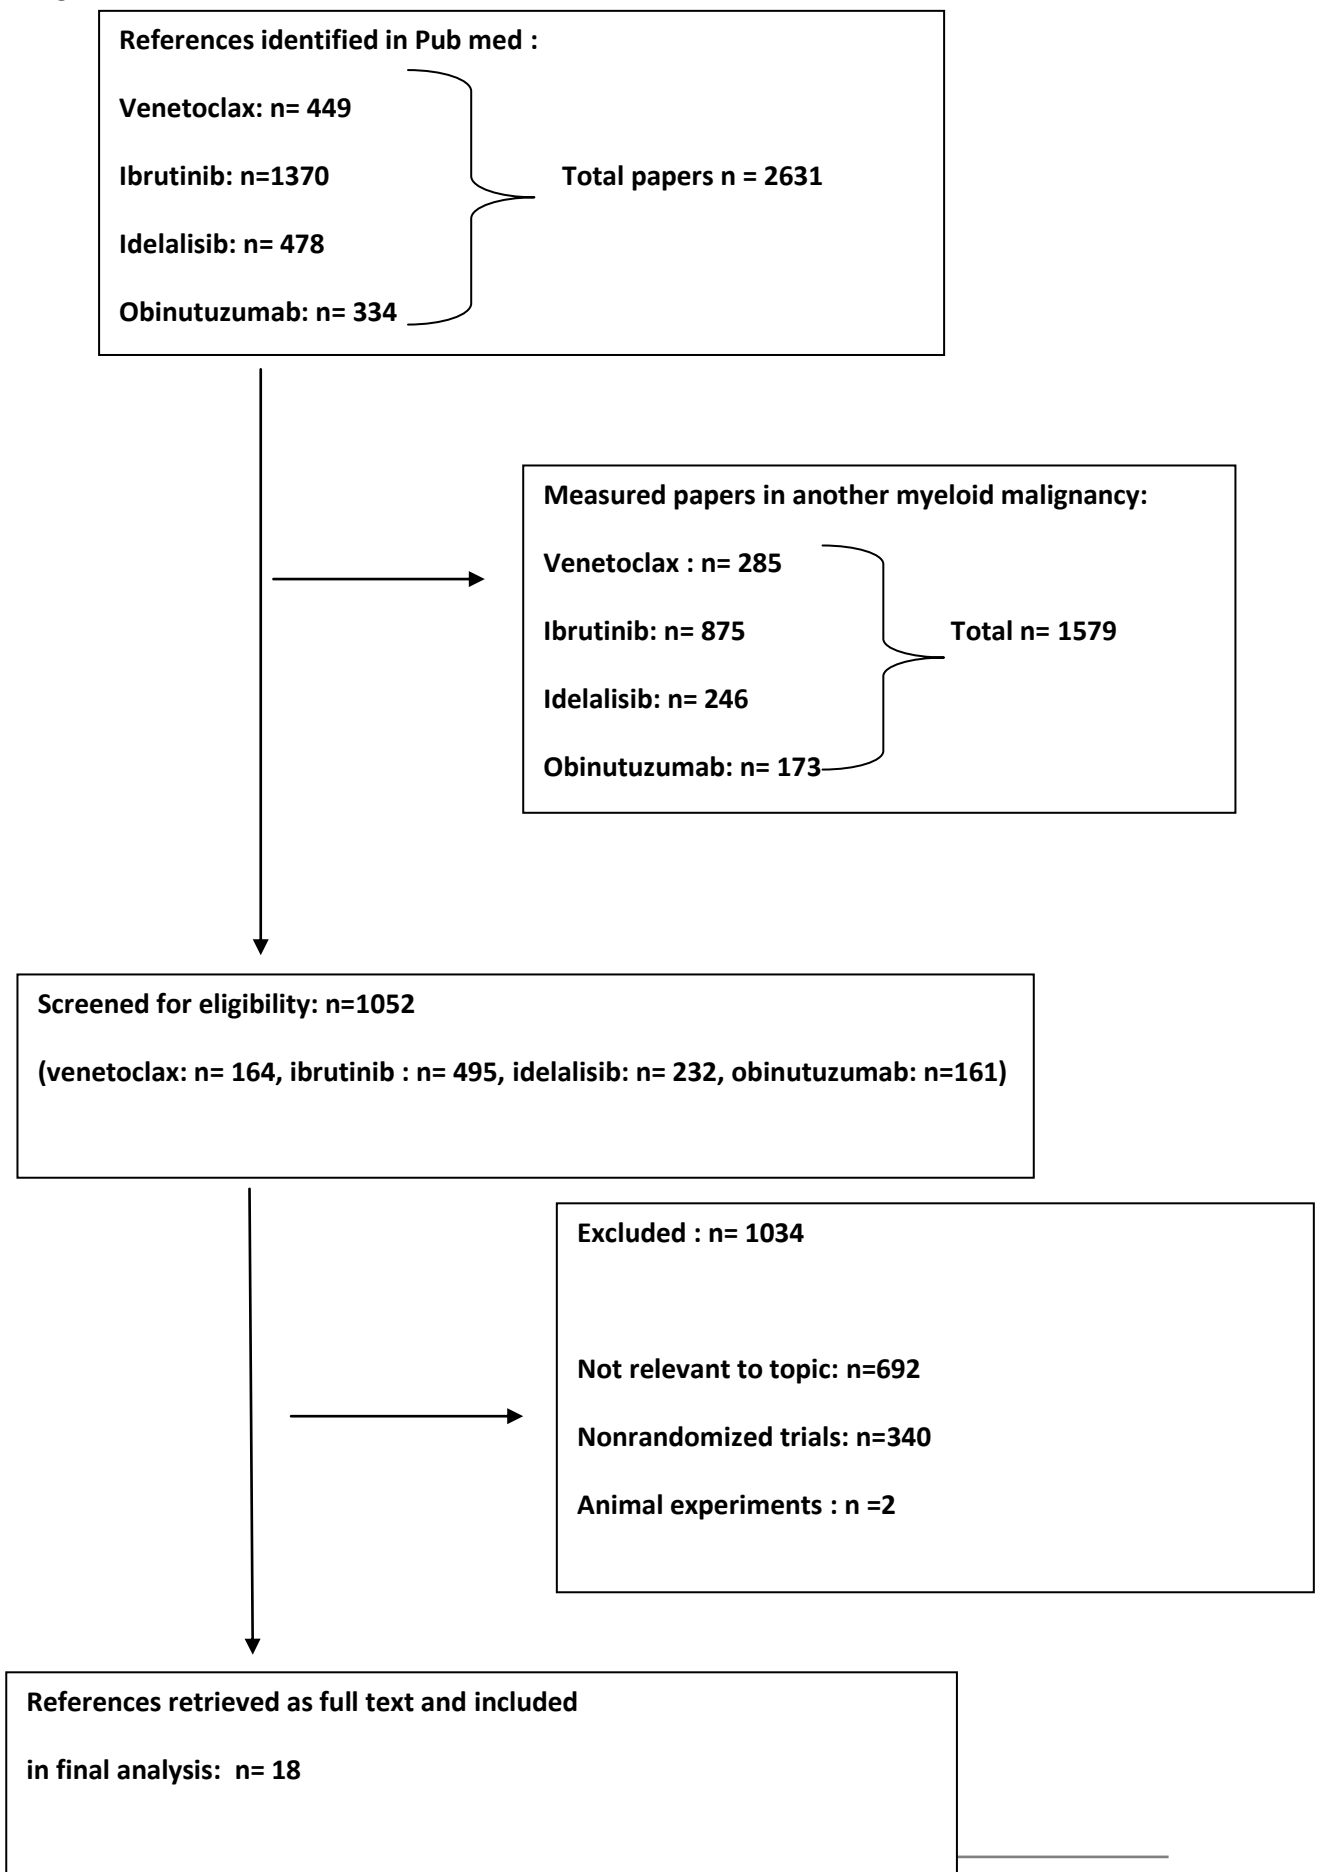 References identified in Pub med :
Venetoclax: n= 449
Ibrutinib: n=1370
Total papers n = 2631
Idelalisib: n= 478
Obinutuzumab: n= 334
Measured papers in another myeloid malignancy:
Venetoclax : n= 285
Ibrutinib: n= 875
Total n= 1579
Idelalisib: n= 246
Obinutuzumab: n= 173
Screened for eligibility: n=1052
(venetoclax: n= 164, ibrutinib : n= 495, idelalisib: n= 232, obinutuzumab: n=161)
Excluded : n= 1034
Not relevant to topic: n=692
Nonrandomized trials: n=340
Animal experiments : n =2
References retrieved as full text and included
in final analysis:  n= 18